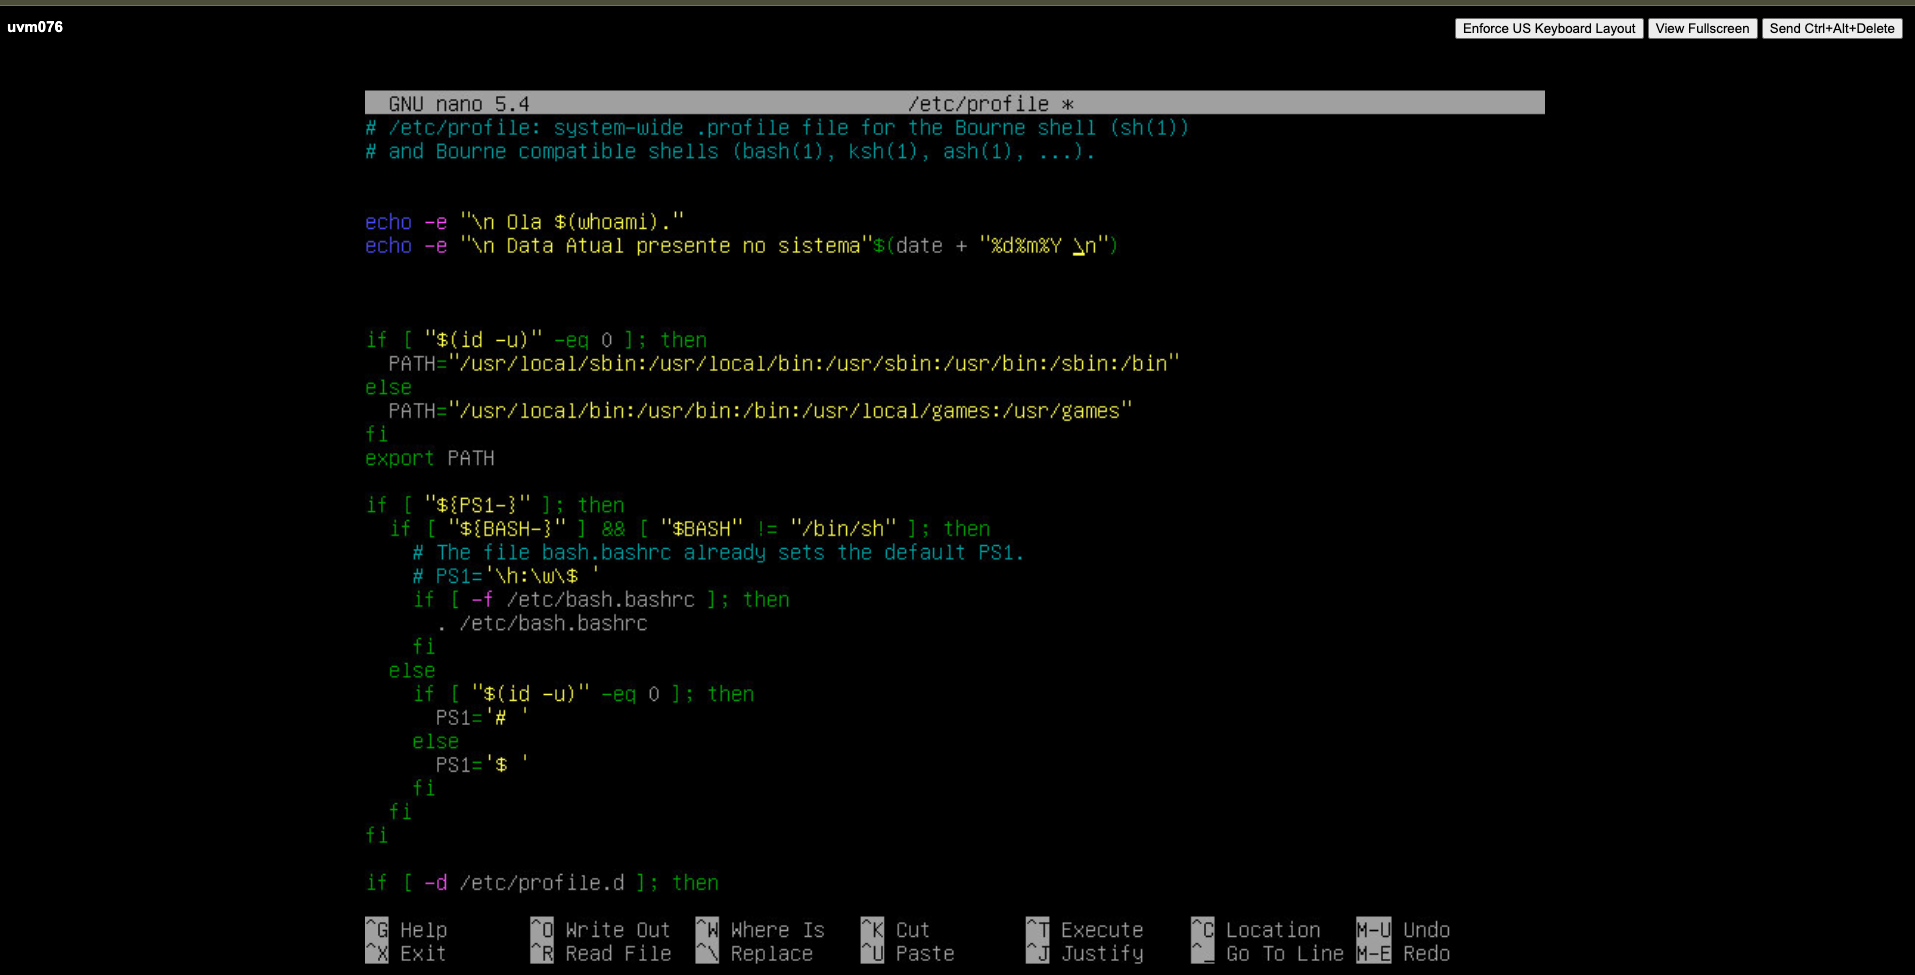 uvm076
Enforce US Keyboard Layout View Fullscreen Send Ctrl+Alt+Delete
GNU nano 5.4 /etc/profile *
# /etc/profile: system-wide .profile file for the Bourne shell (sh(1))
# and Bourne compatible shells (bash(1), ksh(1), ash(1), ...).
echo -e "\n Ola $(whoami)."
echo -e "\n Data Atual presente no sistema"$(date + "%d%m%Y \n")
if [ "$(id -u)" -eq 0 ]; then
  PATH="/usr/local/sbin:/usr/local/bin:/usr/sbin:/usr/bin:/sbin:/bin"
else
  PATH="/usr/local/bin:/usr/bin:/bin:/usr/local/games:/usr/games"
fi
export PATH
if [ "${PS1-}" ]; then
  if [ "${BASH-}" ] && [ "$BASH" != "/bin/sh" ]; then
    # The file bash.bashrc already sets the default PS1.
    # PS1='\h:\w\$ '
    if [ -f /etc/bash.bashrc ]; then
      . /etc/bash.bashrc
    fi
  else
    if [ "$(id -u)" -eq 0 ]; then
      PS1='# '
    else
      PS1='$ '
    fi
  fi
fi
if [ -d /etc/profile.d ]; then
^G Help ^O Write Out ^W Where Is ^K Cut ^T Execute ^C Location M-U Undo
^X Exit ^R Read File ^\ Replace ^U Paste ^J Justify ^_ Go To Line M-E Redo